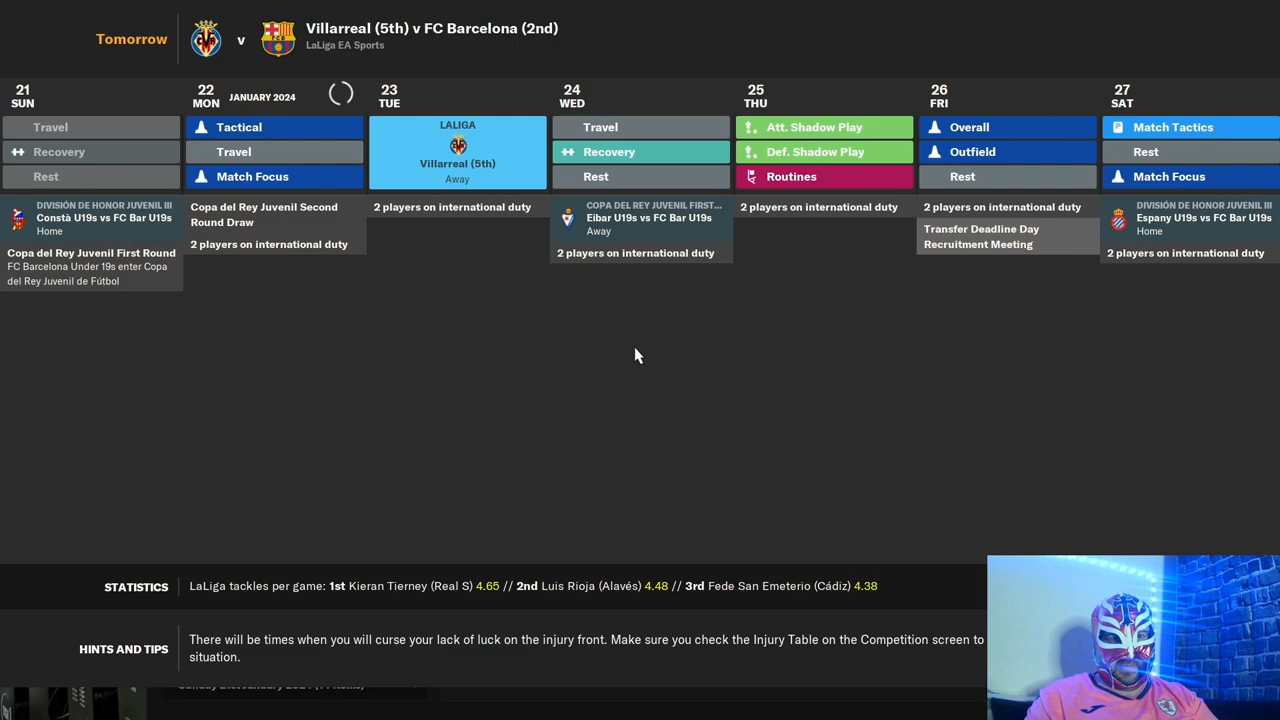 Tomorrow
v
Villarreal (5th) v FC Barcelona (2nd)
LaLiga EA Sports
21
SUN
22
MON
JANUARY 2024
23
TUE
24
WED
25
THU
26
FRI
27
SAT
Travel
Recovery
Rest
Tactical
Travel
Match Focus
LALIGA
Villarreal (5th)
Away
Travel
Recovery
Rest
Att. Shadow Play
Def. Shadow Play
Routines
Overall
Outfield
Rest
Match Tactics
Rest
Match Focus
DIVISIÓN DE HONOR JUVENIL III
Constà U19s vs FC Bar U19s
Home
Copa del Rey Juvenil First Round
FC Barcelona Under 19s enter Copa
del Rey Juvenil de Fútbol
Copa del Rey Juvenil Second
Round Draw
2 players on international duty
2 players on international duty
COPA DEL REY JUVENIL FIRST...
Eibar U19s vs FC Bar U19s
Away
2 players on international duty
2 players on international duty
2 players on international duty
Transfer Deadline Day
Recruitment Meeting
DIVISIÓN DE HONOR JUVENIL III
Espany U19s vs FC Bar U19s
Home
2 players on international duty
STATISTICS
LaLiga tackles per game: 1st Kieran Tierney (Real S) 4.65 // 2nd Luis Rioja (Alavés) 4.48 // 3rd Fede San Emeterio (Cádiz) 4.38
HINTS AND TIPS
There will be times when you will curse your lack of luck on the injury front. Make sure you check the Injury Table on the Competition screen to
situation.